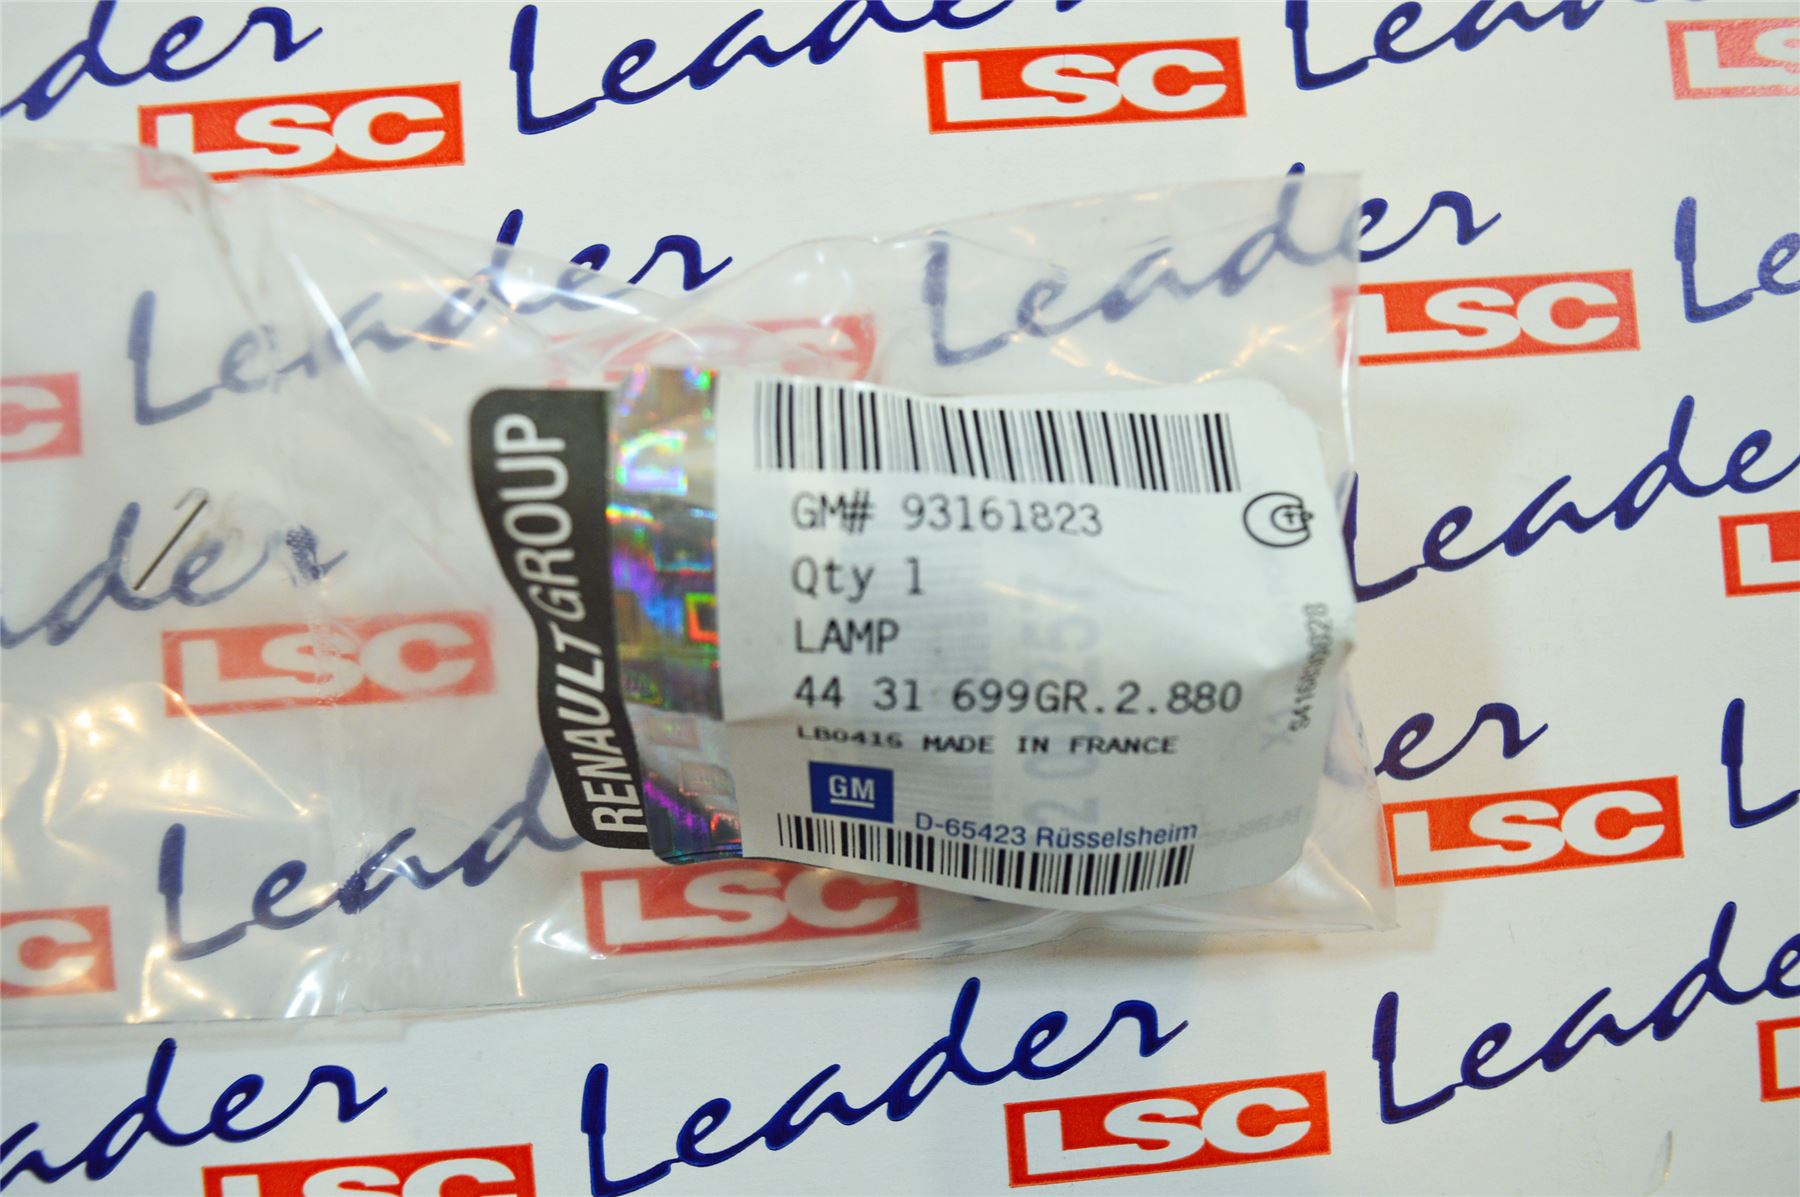 Leader
LSC
RENAULT GROUP
GM# 93161823
Qty 1
LAMP
44 31 699GR.2.880
LB0416 MADE IN FRANCE
GM
D-65423 Rüsselsheim